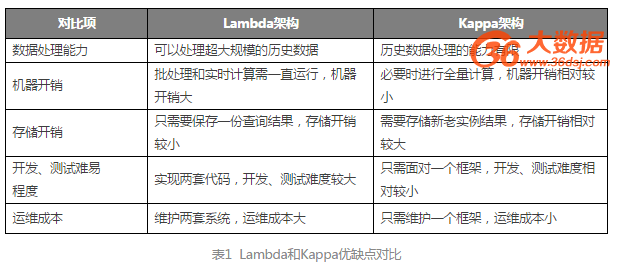 对比项 Lambda架构 Kappa架构
数据处理能力 可以处理超大规模的历史数据 历史数据处理的能力有限
机器开销 批处理和实时计算需一直运行，机器 必要时进行全量计算，机器开销相对较
开销大 小
存储开销 只需要保存一份查询结果，存储开销 需要存储新老实例结果，存储开销相对
较小 较大
开发、测试难易 实现两套代码，开发、测试难度较大 只需面对一个框架，开发、测试难度相
程度 对较小
运维成本 维护两套系统，运维成本大 只需维护一个框架，运维成本小
表1 Lambda和Kappa优缺点对比
36大数据
www.36dsj.com